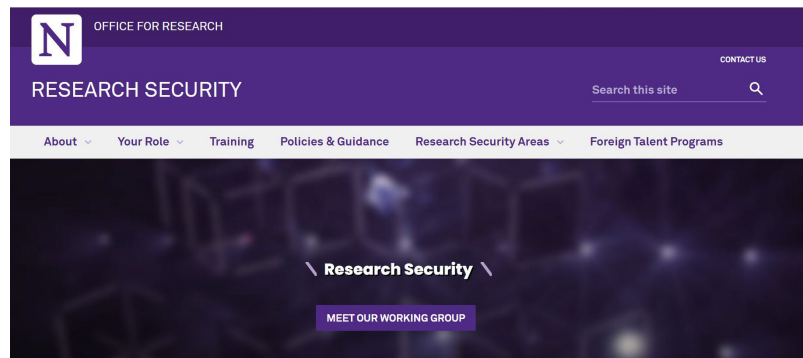 N
OFFICE FOR RESEARCH
CONTACT US
RESEARCH SECURITY
Search this site
About
Your Role
Training
Policies & Guidance
Research Security Areas
Foreign Talent Programs
\ Research Security \
MEET OUR WORKING GROUP